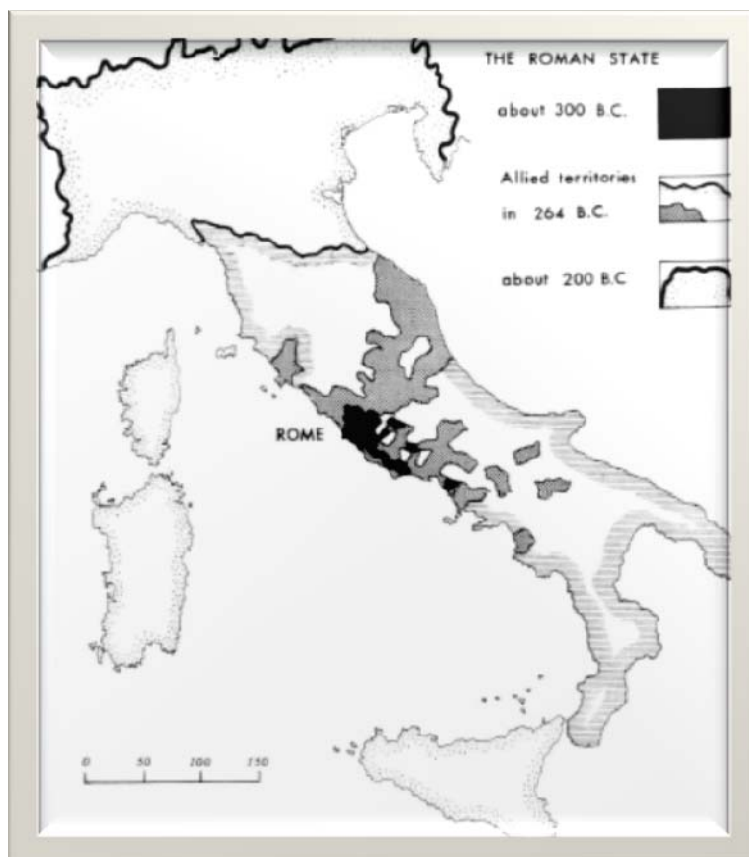 THE ROMAN STATE
about 300 B.C.
Allied territories
in 264 B.C.
about 200 B.C
ROME
0 50 100 150